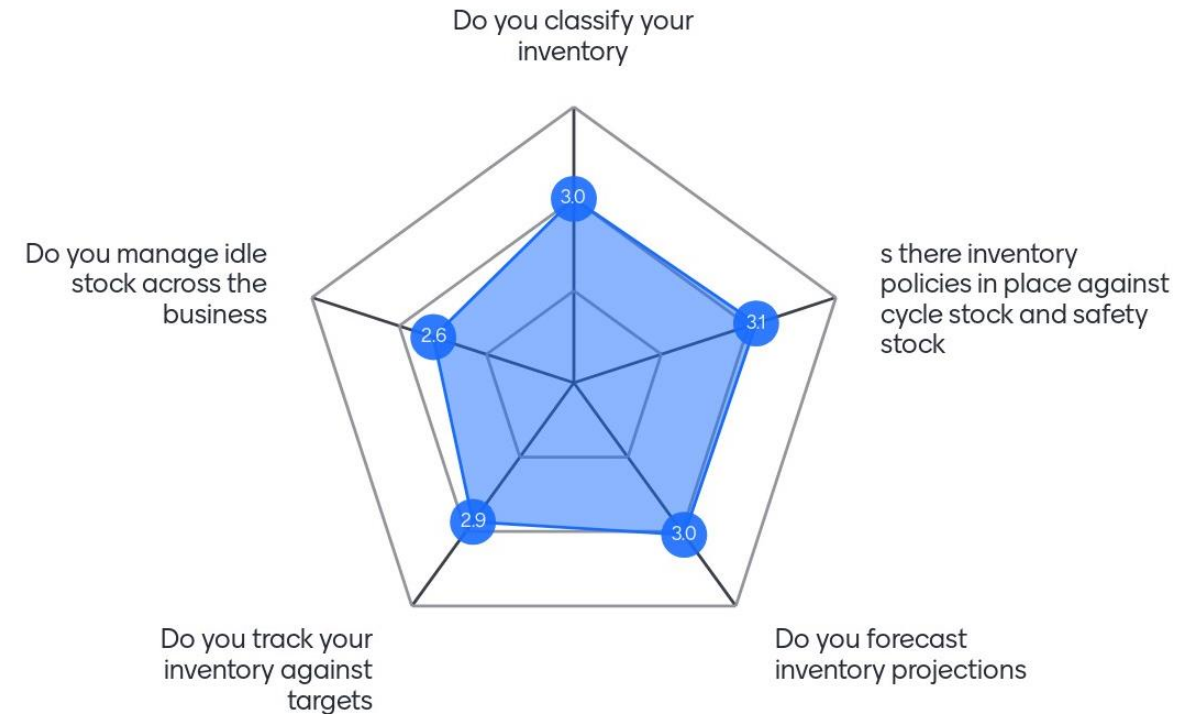 Do you classify your
inventory
3.0
Do you manage idle
stock across the
business
s there inventory
policies in place against
cycle stock and safety
stock
2.6
3.1
2.9
3.0
Do you track your
inventory against
targets
Do you forecast
inventory projections